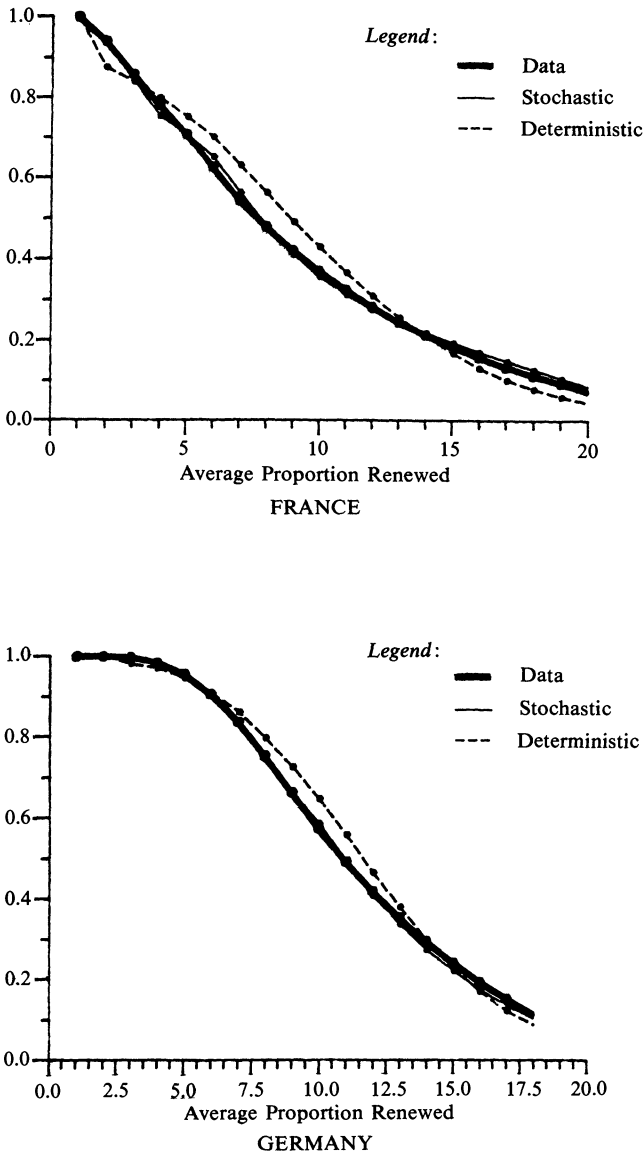 1.0
Legend:
Data
Stochastic
0.8
Deterministic
0.6
0.4
0.2
0.0
0 5 10 15 20
Average Proportion Renewed
FRANCE
Legend:
1.0
Data
Stochastic
0.8
Deterministic
0.6
0.4
0.2
0.0
0.0 2.5 5.0 7.5 10.0 12.5 15.0 17.5 20.0
Average Proportion Renewed
GERMANY